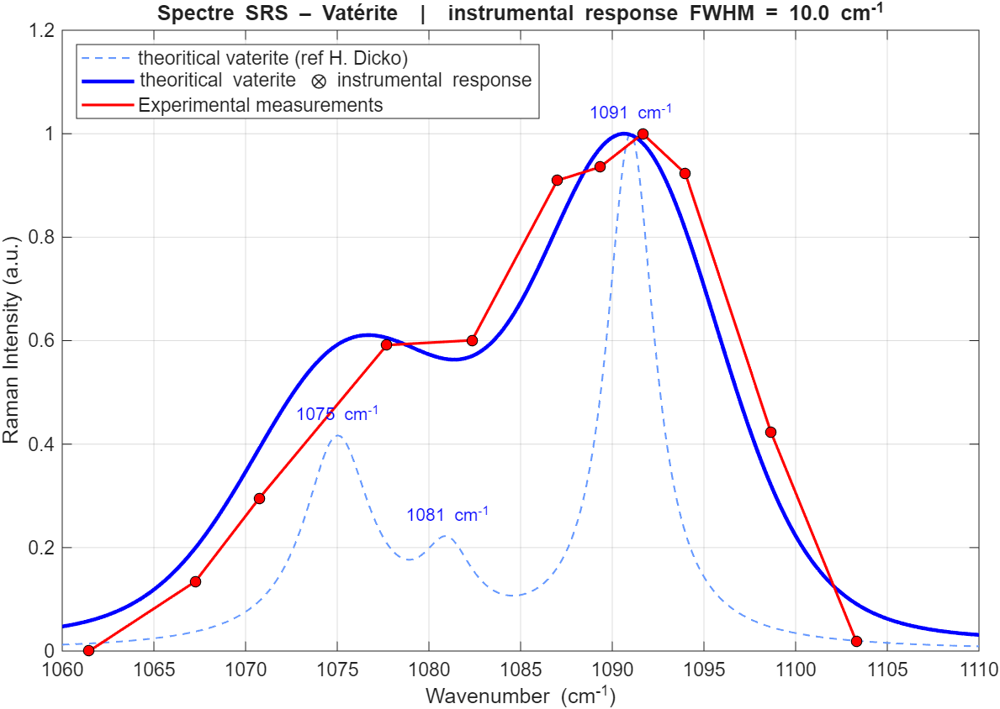 Spectre SRS – Vatérite | instrumental response FWHM = 10.0 cm⁻¹
theoritical vaterite (ref H. Dicko)
theoritical vaterite ⊗ instrumental response
Experimental measurements
1091 cm⁻¹
1075 cm⁻¹
1081 cm⁻¹
Raman Intensity (a.u.)
1.2
1
0.8
0.6
0.4
0.2
0
1060 1065 1070 1075 1080 1085 1090 1095 1100 1105 1110
Wavenumber (cm⁻¹)